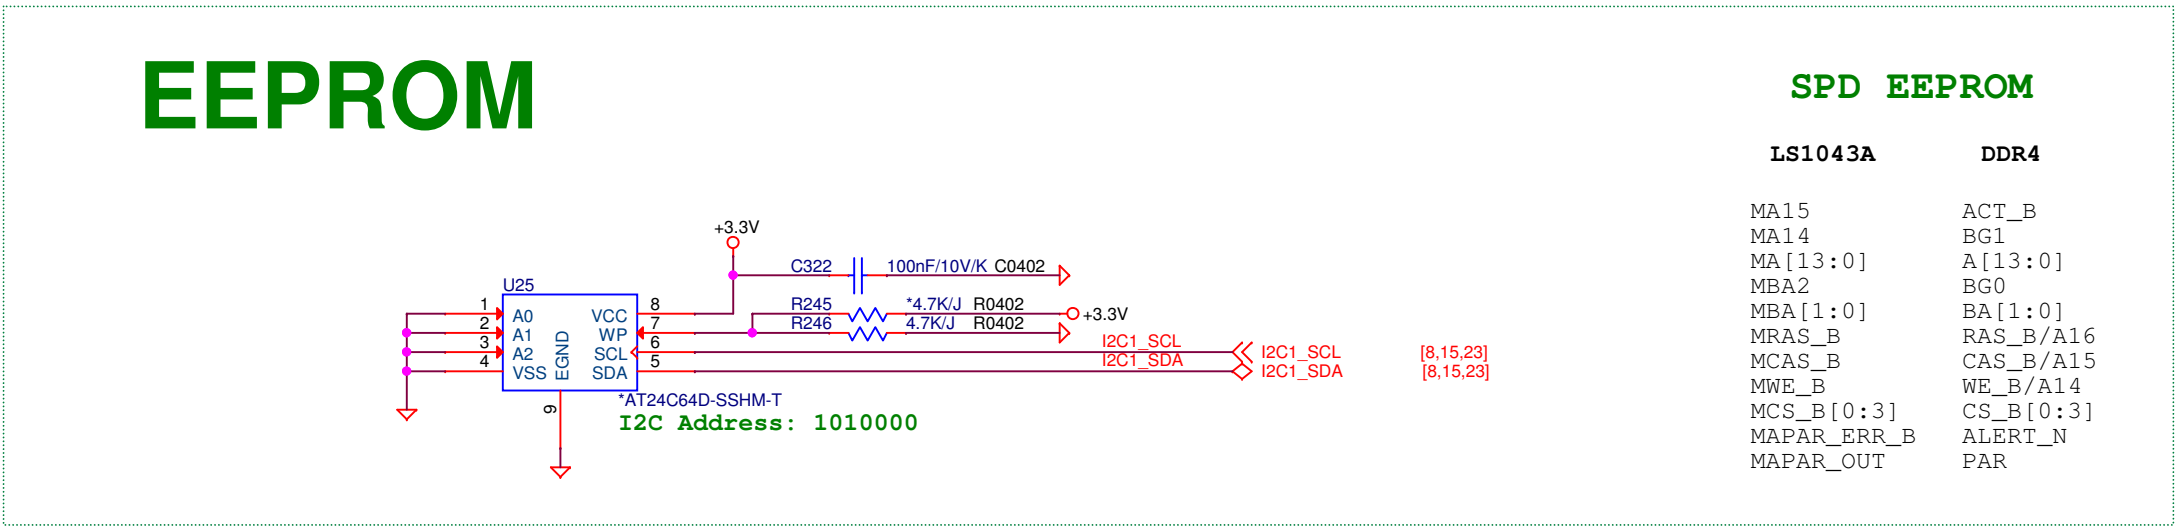 EEPROM
SPD EEPROM
LS1043A DDR4
MA15 ACT_B
MA14 BG1
MA[13:0] A[13:0]
MBA2 BG0
MBA[1:0] BA[1:0]
MRAS_B RAS_B/A16
MCAS_B CAS_B/A15
MWE_B WE_B/A14
MCS_B[0:3] CS_B[0:3]
MAPAR_ERR_B ALERT_N
MAPAR_OUT PAR
+3.3V
C322 100nF/10V/K C0402
U25
R245 *4.7K/J R0402 +3.3V
R246 4.7K/J R0402
1 A0 VCC 8
2 A1 WP 7
3 A2 SCL 6 I2C1_SCL I2C1_SCL [8,15,23]
4 VSS SDA 5 I2C1_SDA I2C1_SDA [8,15,23]
EGND
9
*AT24C64D-SSHM-T
I2C Address: 1010000